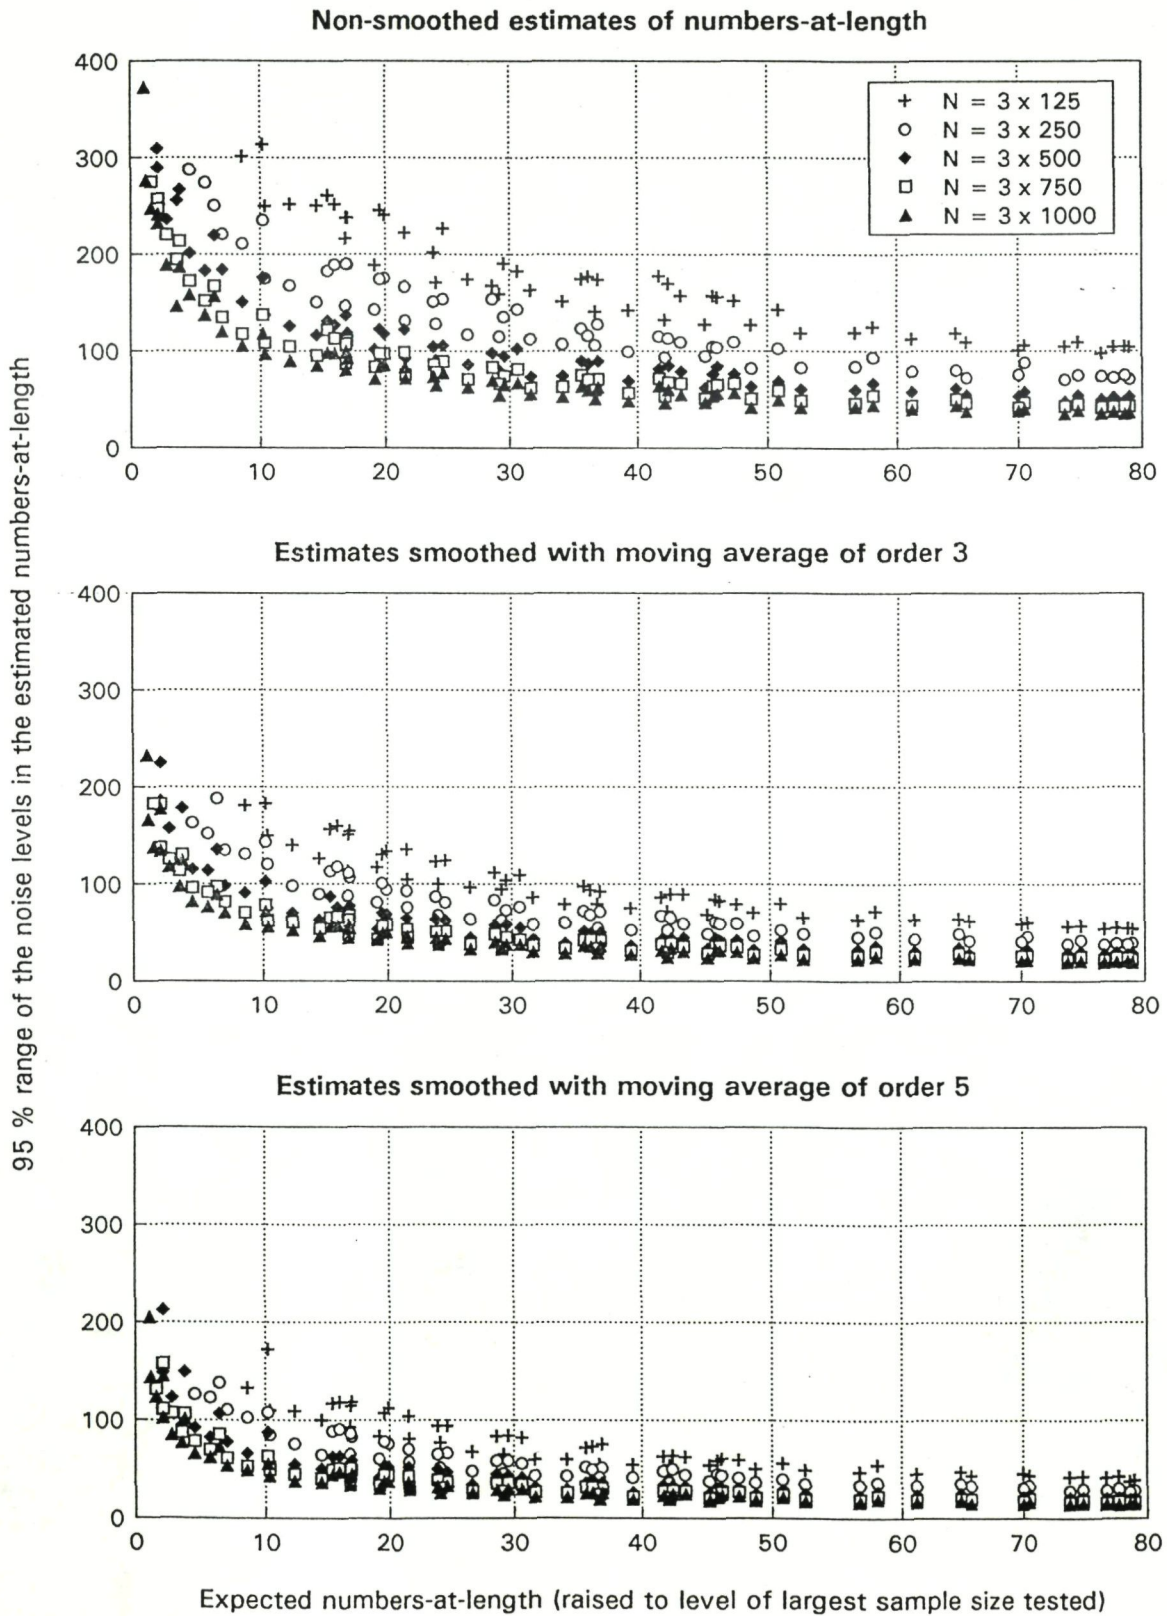 Non-smoothed estimates of numbers-at-length
400
300
200
100
0
+ N = 3 x 125
○ N = 3 x 250
◆ N = 3 x 500
□ N = 3 x 750
▲ N = 3 x 1000
0 10 20 30 40 50 60 70 80
95 % range of the noise levels in the estimated numbers-at-length
Estimates smoothed with moving average of order 3
400
300
200
100
0
0 10 20 30 40 50 60 70 80
Estimates smoothed with moving average of order 5
400
300
200
100
0
0 10 20 30 40 50 60 70 80
Expected numbers-at-length (raised to level of largest sample size tested)